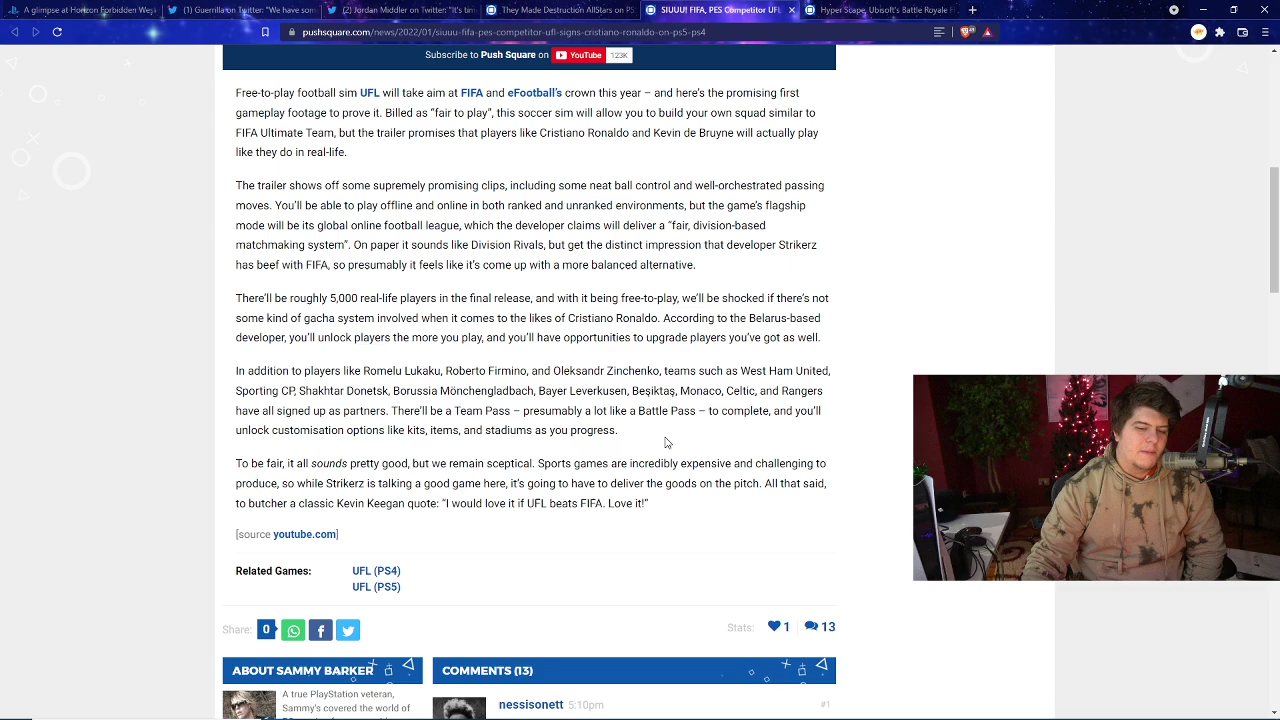 A glimpse at Horizon Forbidden West
Guerrilla on Twitter: "We have som
(2) Jordan Middler on Twitter: "It's tim
They Made Destruction AllStars on PS
SIUUU! FIFA, PES Competitor UFL
Hyper Scape, Ubisoft's Battle Royale F
pushsquare.com/news/2022/01/siuuu-fifa-pes-competitor-ufl-signs-cristiano-ronaldo-on-ps5-ps4
Subscribe to Push Square on YouTube 123K
Free-to-play football sim UFL will take aim at FIFA and eFootball's crown this year – and here's the promising first
gameplay footage to prove it. Billed as “fair to play”, this soccer sim will allow you to build your own squad similar to
FIFA Ultimate Team, but the trailer promises that players like Cristiano Ronaldo and Kevin de Bruyne will actually play
like they do in real-life.
The trailer shows off some supremely promising clips, including some neat ball control and well-orchestrated passing
moves. You'll be able to play offline and online in both ranked and unranked environments, but the game's flagship
mode will be its global online football league, which the developer claims will deliver a “fair, division-based
matchmaking system”. On paper it sounds like Division Rivals, but get the distinct impression that developer Strikerz
has beef with FIFA, so presumably it feels like it's come up with a more balanced alternative.
There'll be roughly 5,000 real-life players in the final release, and with it being free-to-play, we'll be shocked if there's not
some kind of gacha system involved when it comes to the likes of Cristiano Ronaldo. According to the Belarus-based
developer, you'll unlock players the more you play, and you'll have opportunities to upgrade players you've got as well.
In addition to players like Romelu Lukaku, Roberto Firmino, and Oleksandr Zinchenko, teams such as West Ham United,
Sporting CP, Shakhtar Donetsk, Borussia Mönchengladbach, Bayer Leverkusen, Beşiktaş, Monaco, Celtic, and Rangers
have all signed up as partners. There'll be a Team Pass – presumably a lot like a Battle Pass – to complete, and you'll
unlock customisation options like kits, items, and stadiums as you progress.
To be fair, it all sounds pretty good, but we remain sceptical. Sports games are incredibly expensive and challenging to
produce, so while Strikerz is talking a good game here, it's going to have to deliver the goods on the pitch. All that said,
to butcher a classic Kevin Keegan quote: “I would love it if UFL beats FIFA. Love it!”
[source youtube.com]
Related Games: UFL (PS4)
UFL (PS5)
Share: 0
Stats: 1 13
ABOUT SAMMY BARKER
COMMENTS (13)
A true PlayStation veteran,
Sammy's covered the world of
nessisonett 5:10pm #1